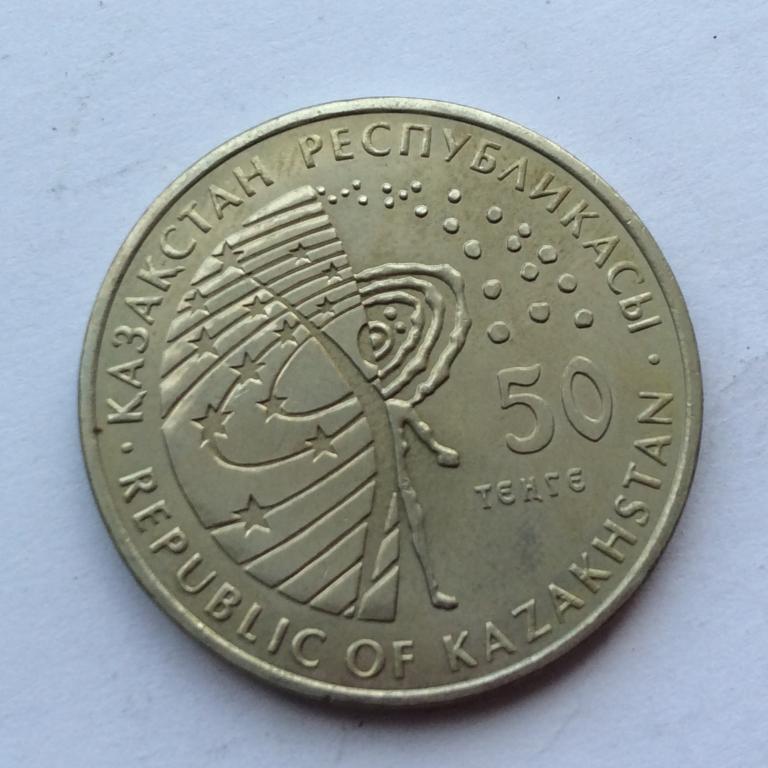 · ҚАЗАҚСТАН РЕСПУБЛИКАСЫ ·
50
ТЕҢГЕ
REPUBLIC OF KAZAKHSTAN